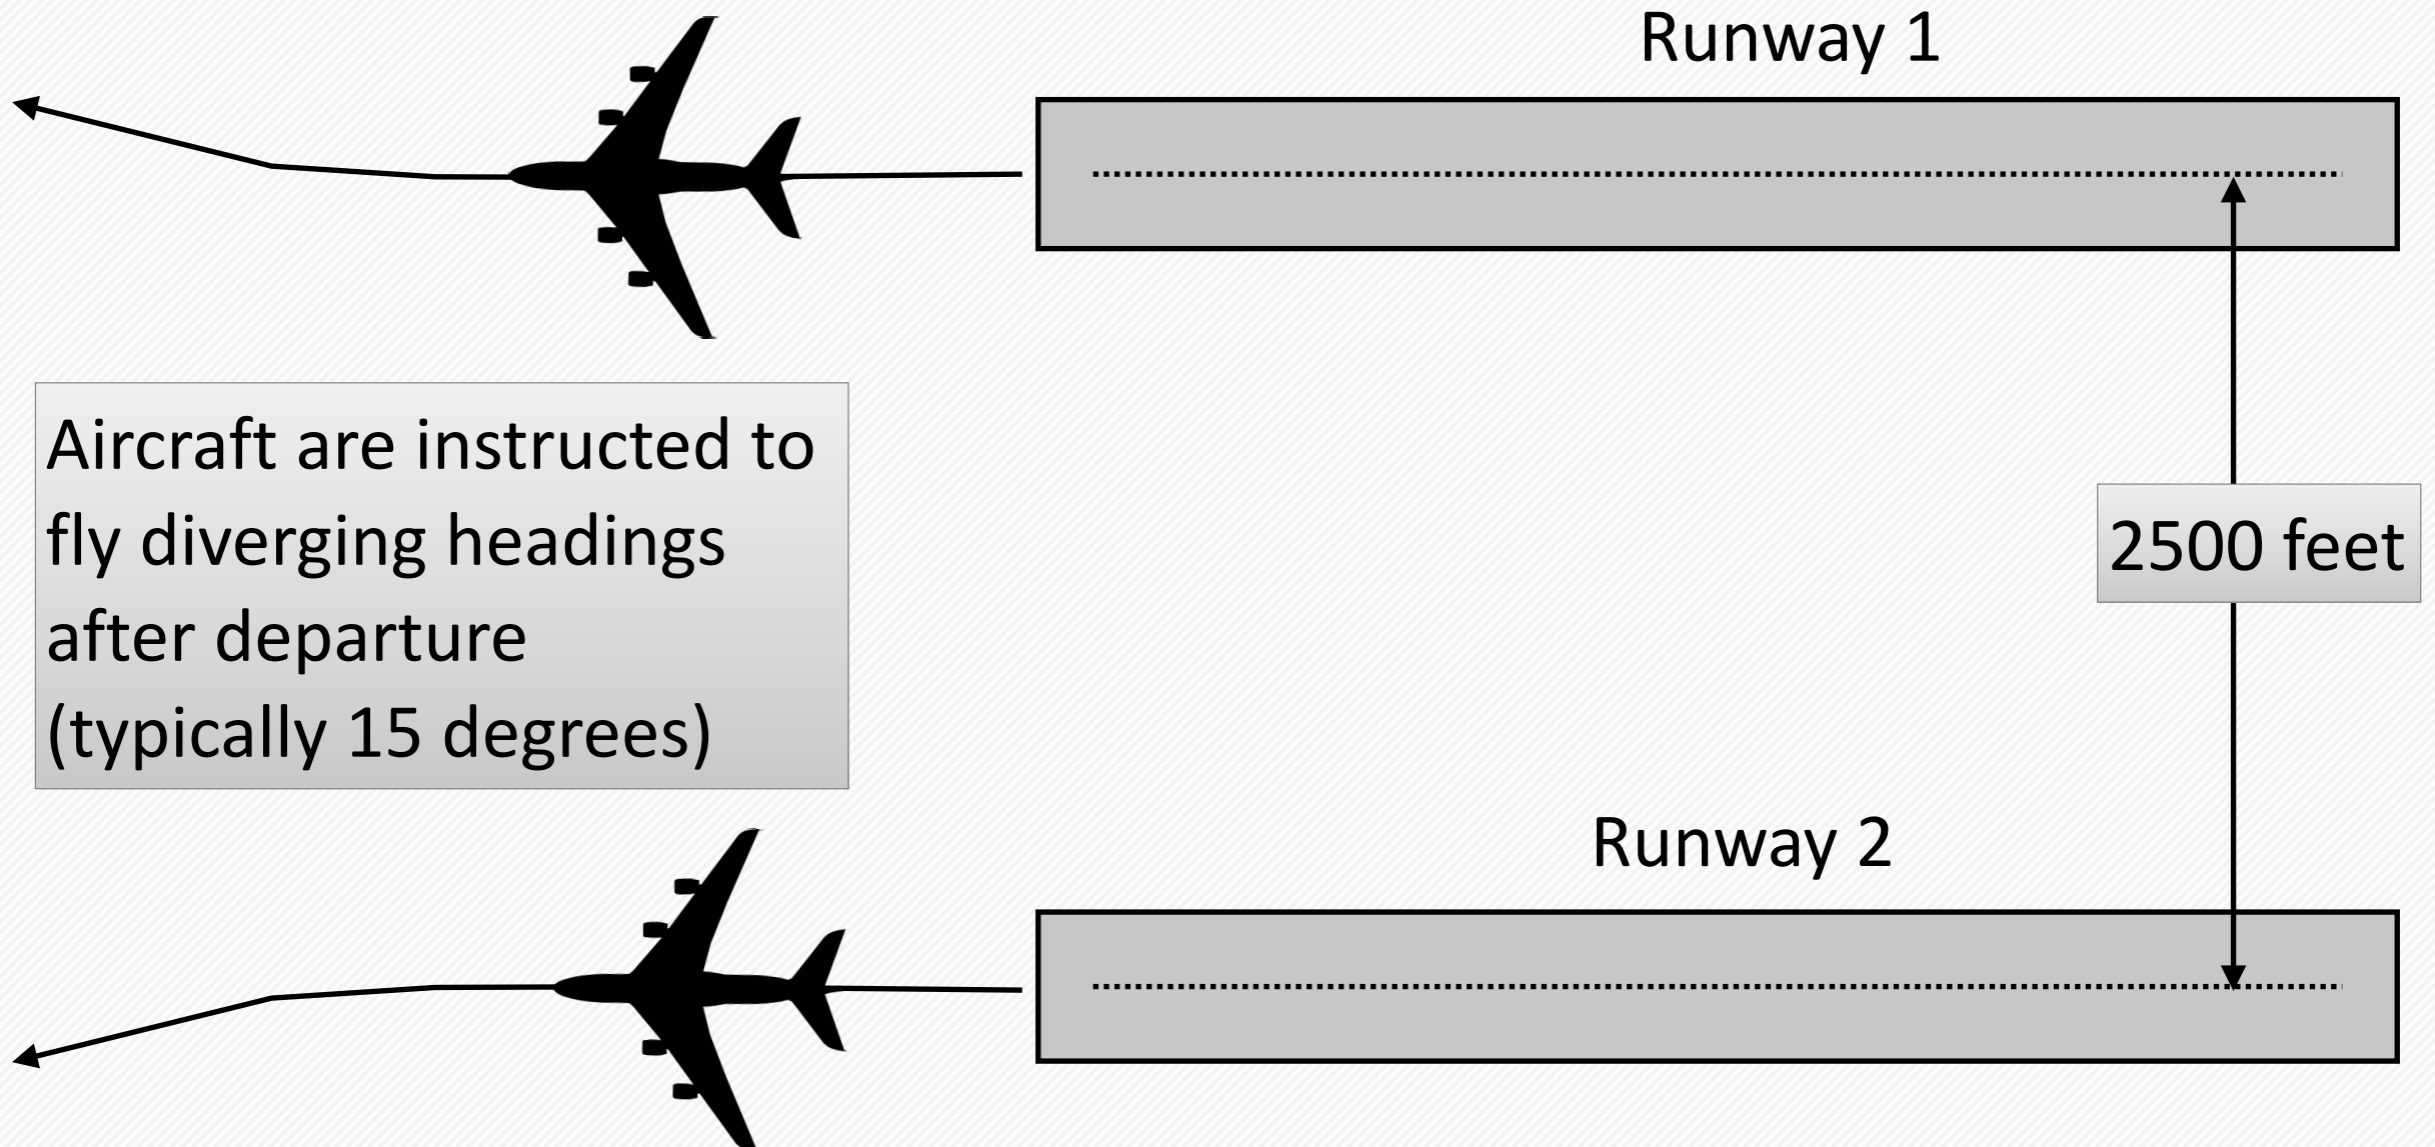 Runway 1
Aircraft are instructed to
fly diverging headings
after departure
(typically 15 degrees)
2500 feet
Runway 2